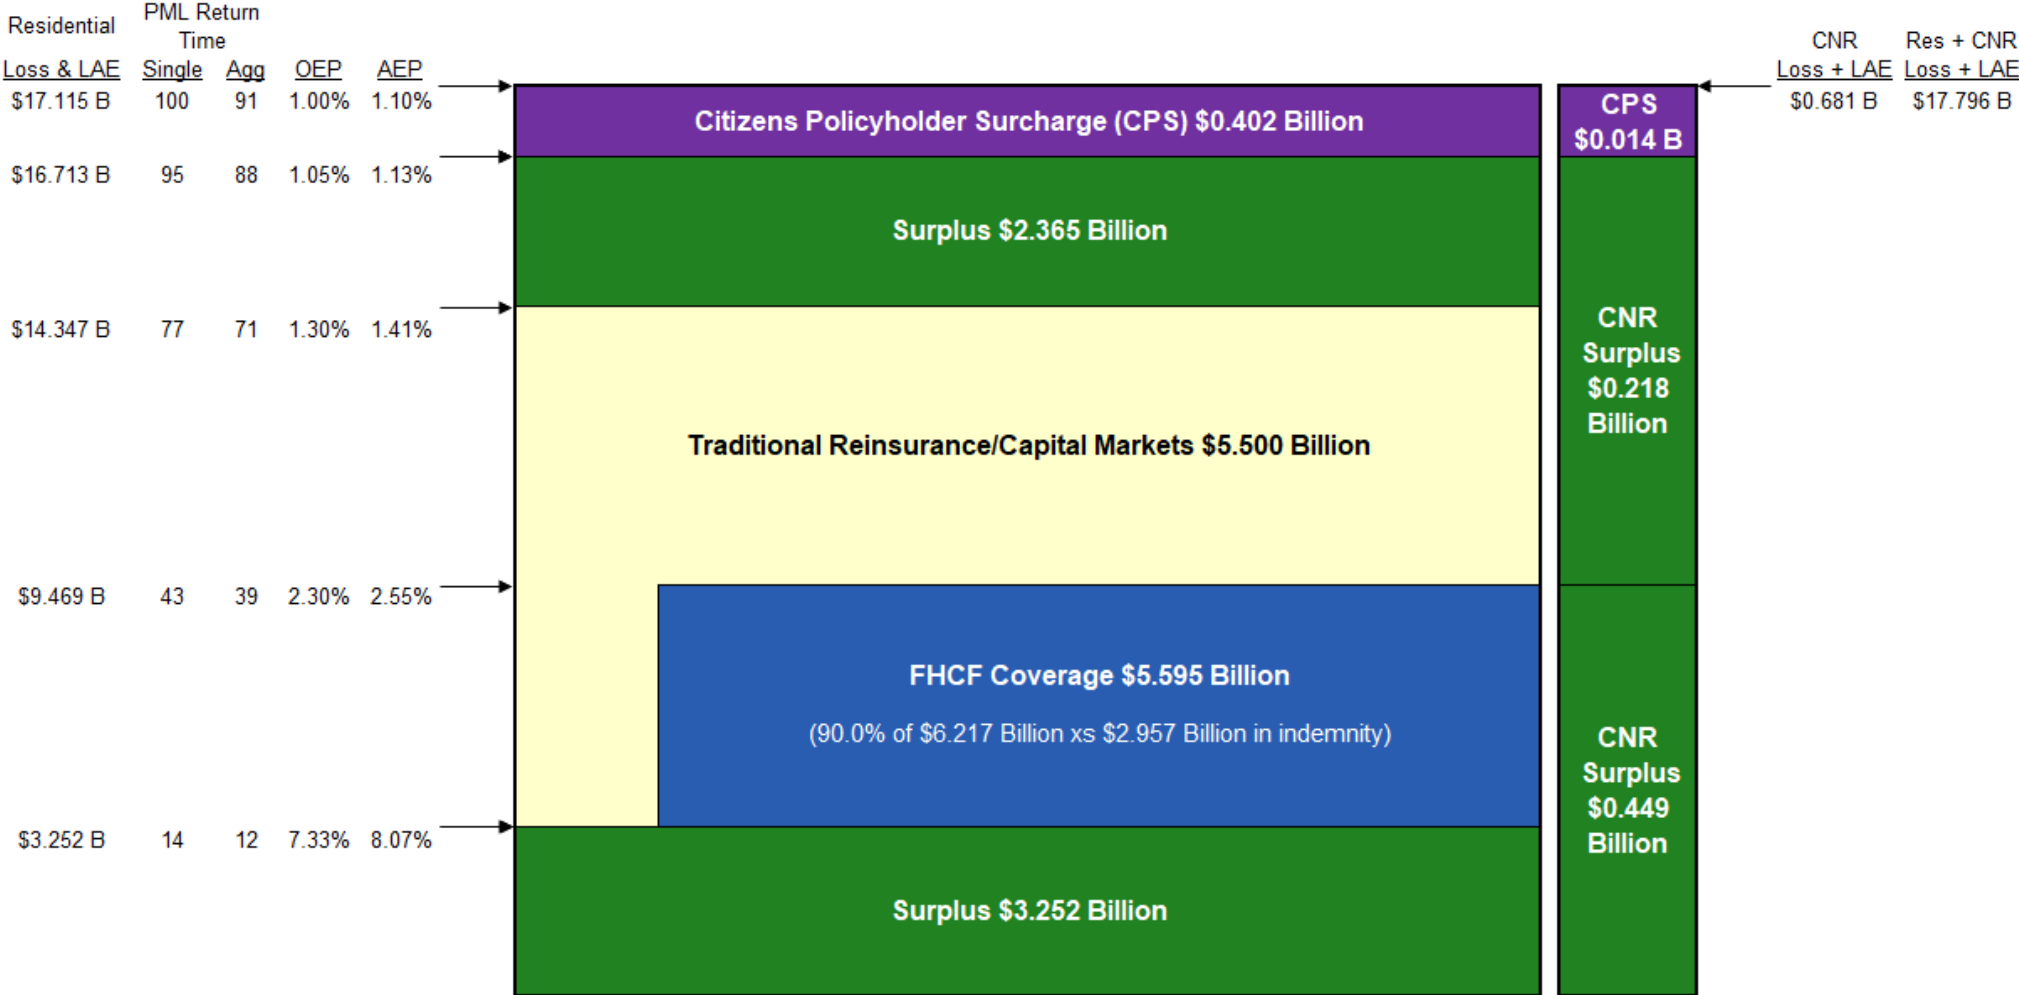 PML Return
Residential Time
Loss & LAE Single Agg OEP AEP
CNR Res + CNR
Loss + LAE Loss + LAE
$17.115 B 100 91 1.00% 1.10%
$0.681 B $17.796 B
Citizens Policyholder Surcharge (CPS) $0.402 Billion
CPS
$0.014 B
$16.713 B 95 88 1.05% 1.13%
Surplus $2.365 Billion
$14.347 B 77 71 1.30% 1.41%
CNR
Surplus
$0.218
Billion
Traditional Reinsurance/Capital Markets $5.500 Billion
$9.469 B 43 39 2.30% 2.55%
FHCF Coverage $5.595 Billion
(90.0% of $6.217 Billion xs $2.957 Billion in indemnity)
CNR
Surplus
$0.449
Billion
$3.252 B 14 12 7.33% 8.07%
Surplus $3.252 Billion